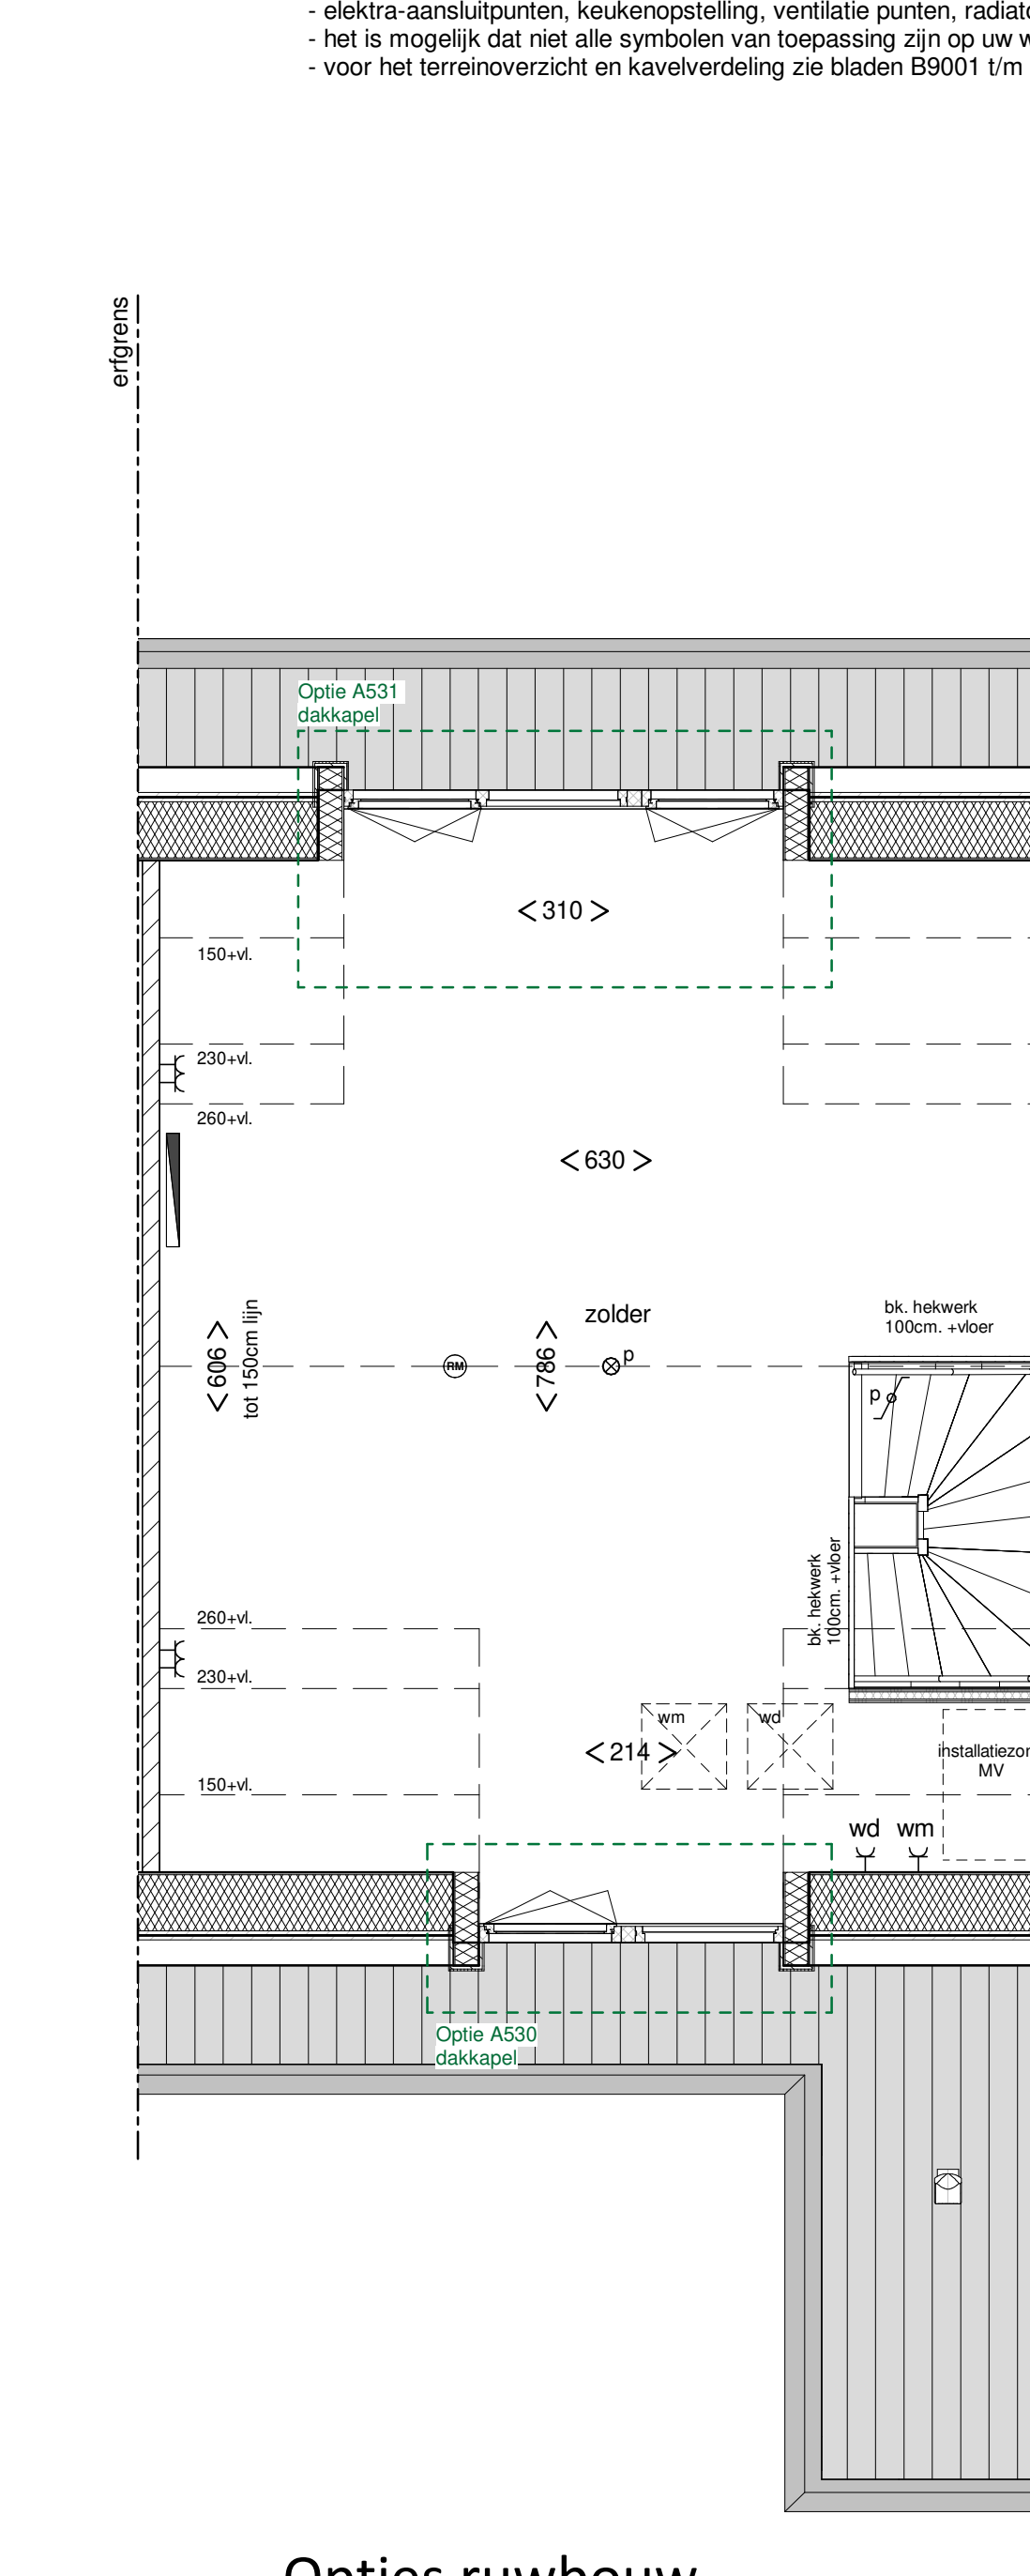 - elektra-aansluitpunten, keukenopstelling, ventilatie punten,
- het is mogelijk dat niet alle symbolen van toepassing zijn op uw
- voor het terreinoverzicht en kavelverdeling zie bladen B9001 t/m
erfgrens
Optie A531
dakkapel
<310 >
150+vl.
230+vl.
260+vl.
<630 >
<606 >
tot 150cm lijn
<786 >
zolder
RM
p
bk. hekwerk
100cm. +vloer
p
bk. hekwerk
100cm. +vloer
260+vl.
230+vl.
wm
wd
<214 >
MV
150+vl.
wd wm
Optie A530
dakkapel
Opties ruwbouw